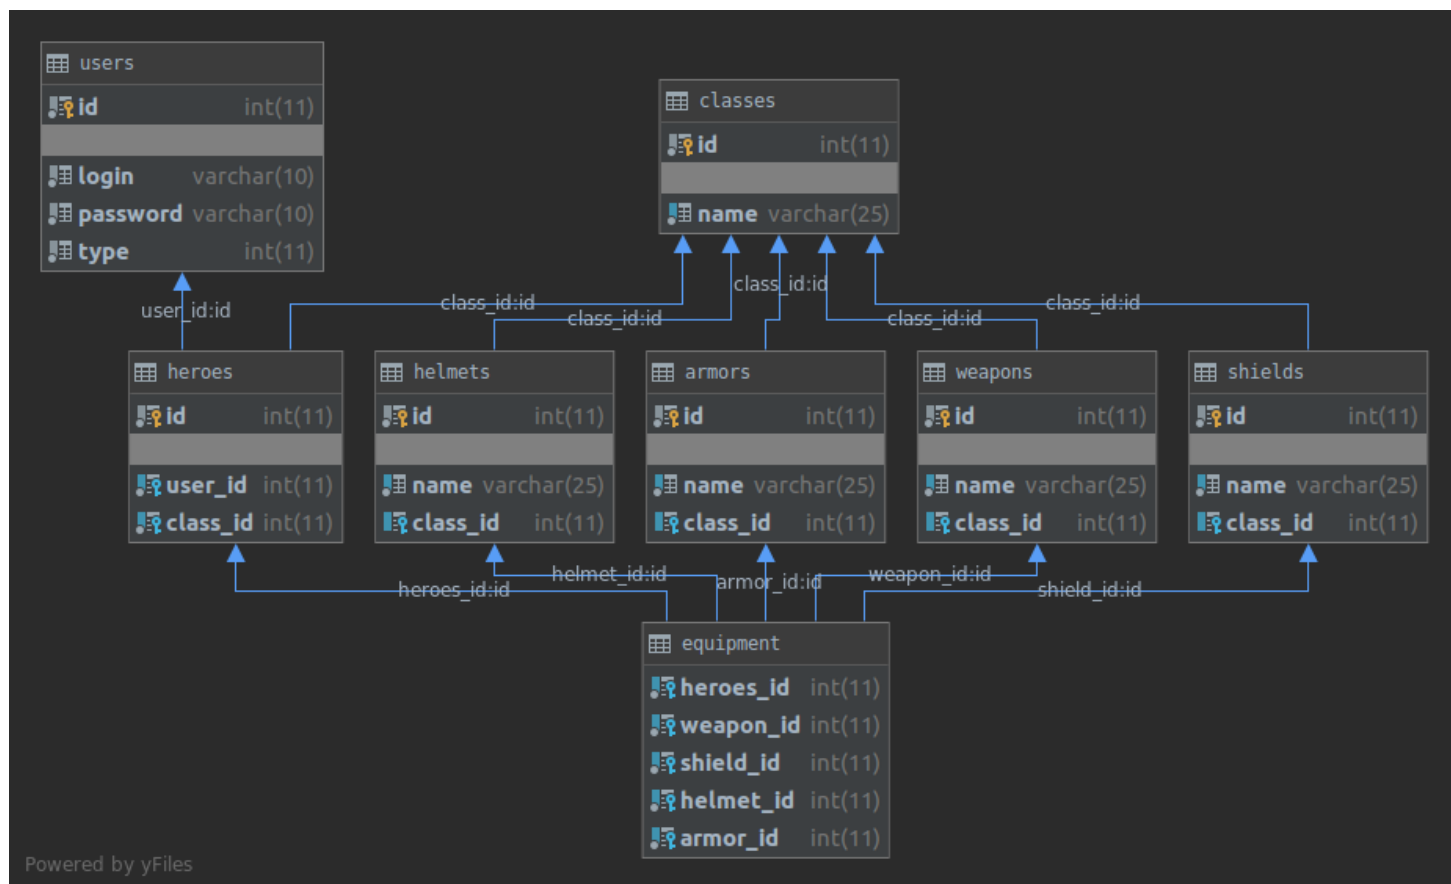 users
id int(11)
login varchar(10)
password varchar(10)
type int(11)
classes
id int(11)
name varchar(25)
user_id:id
class_id:id
class_id:id
class_id:id
class_id:id
class_id:id
heroes
id int(11)
user_id int(11)
class_id int(11)
helmets
id int(11)
name varchar(25)
class_id int(11)
armors
id int(11)
name varchar(25)
class_id int(11)
weapons
id int(11)
name varchar(25)
class_id int(11)
shields
id int(11)
name varchar(25)
class_id int(11)
heroes_id:id
helmet_id:id
armor_id:id
weapon_id:id
shield_id:id
equipment
heroes_id int(11)
weapon_id int(11)
shield_id int(11)
helmet_id int(11)
armor_id int(11)
Powered by yFiles